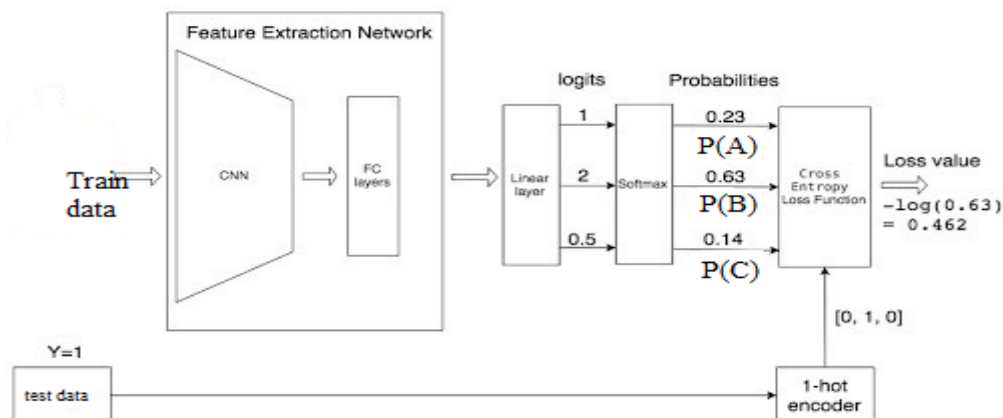 Feature Extraction Network
logits
Probabilities
1
0.23
P(A)
Train
data
CNN
FC
layers
Linear
layer
2
Softmax
0.63
P(B)
Cross
Entropy
Loss Function
Loss value
-log(0.63)
= 0.462
0.5
0.14
P(C)
[0, 1, 0]
Y=1
test data
1-hot
encoder